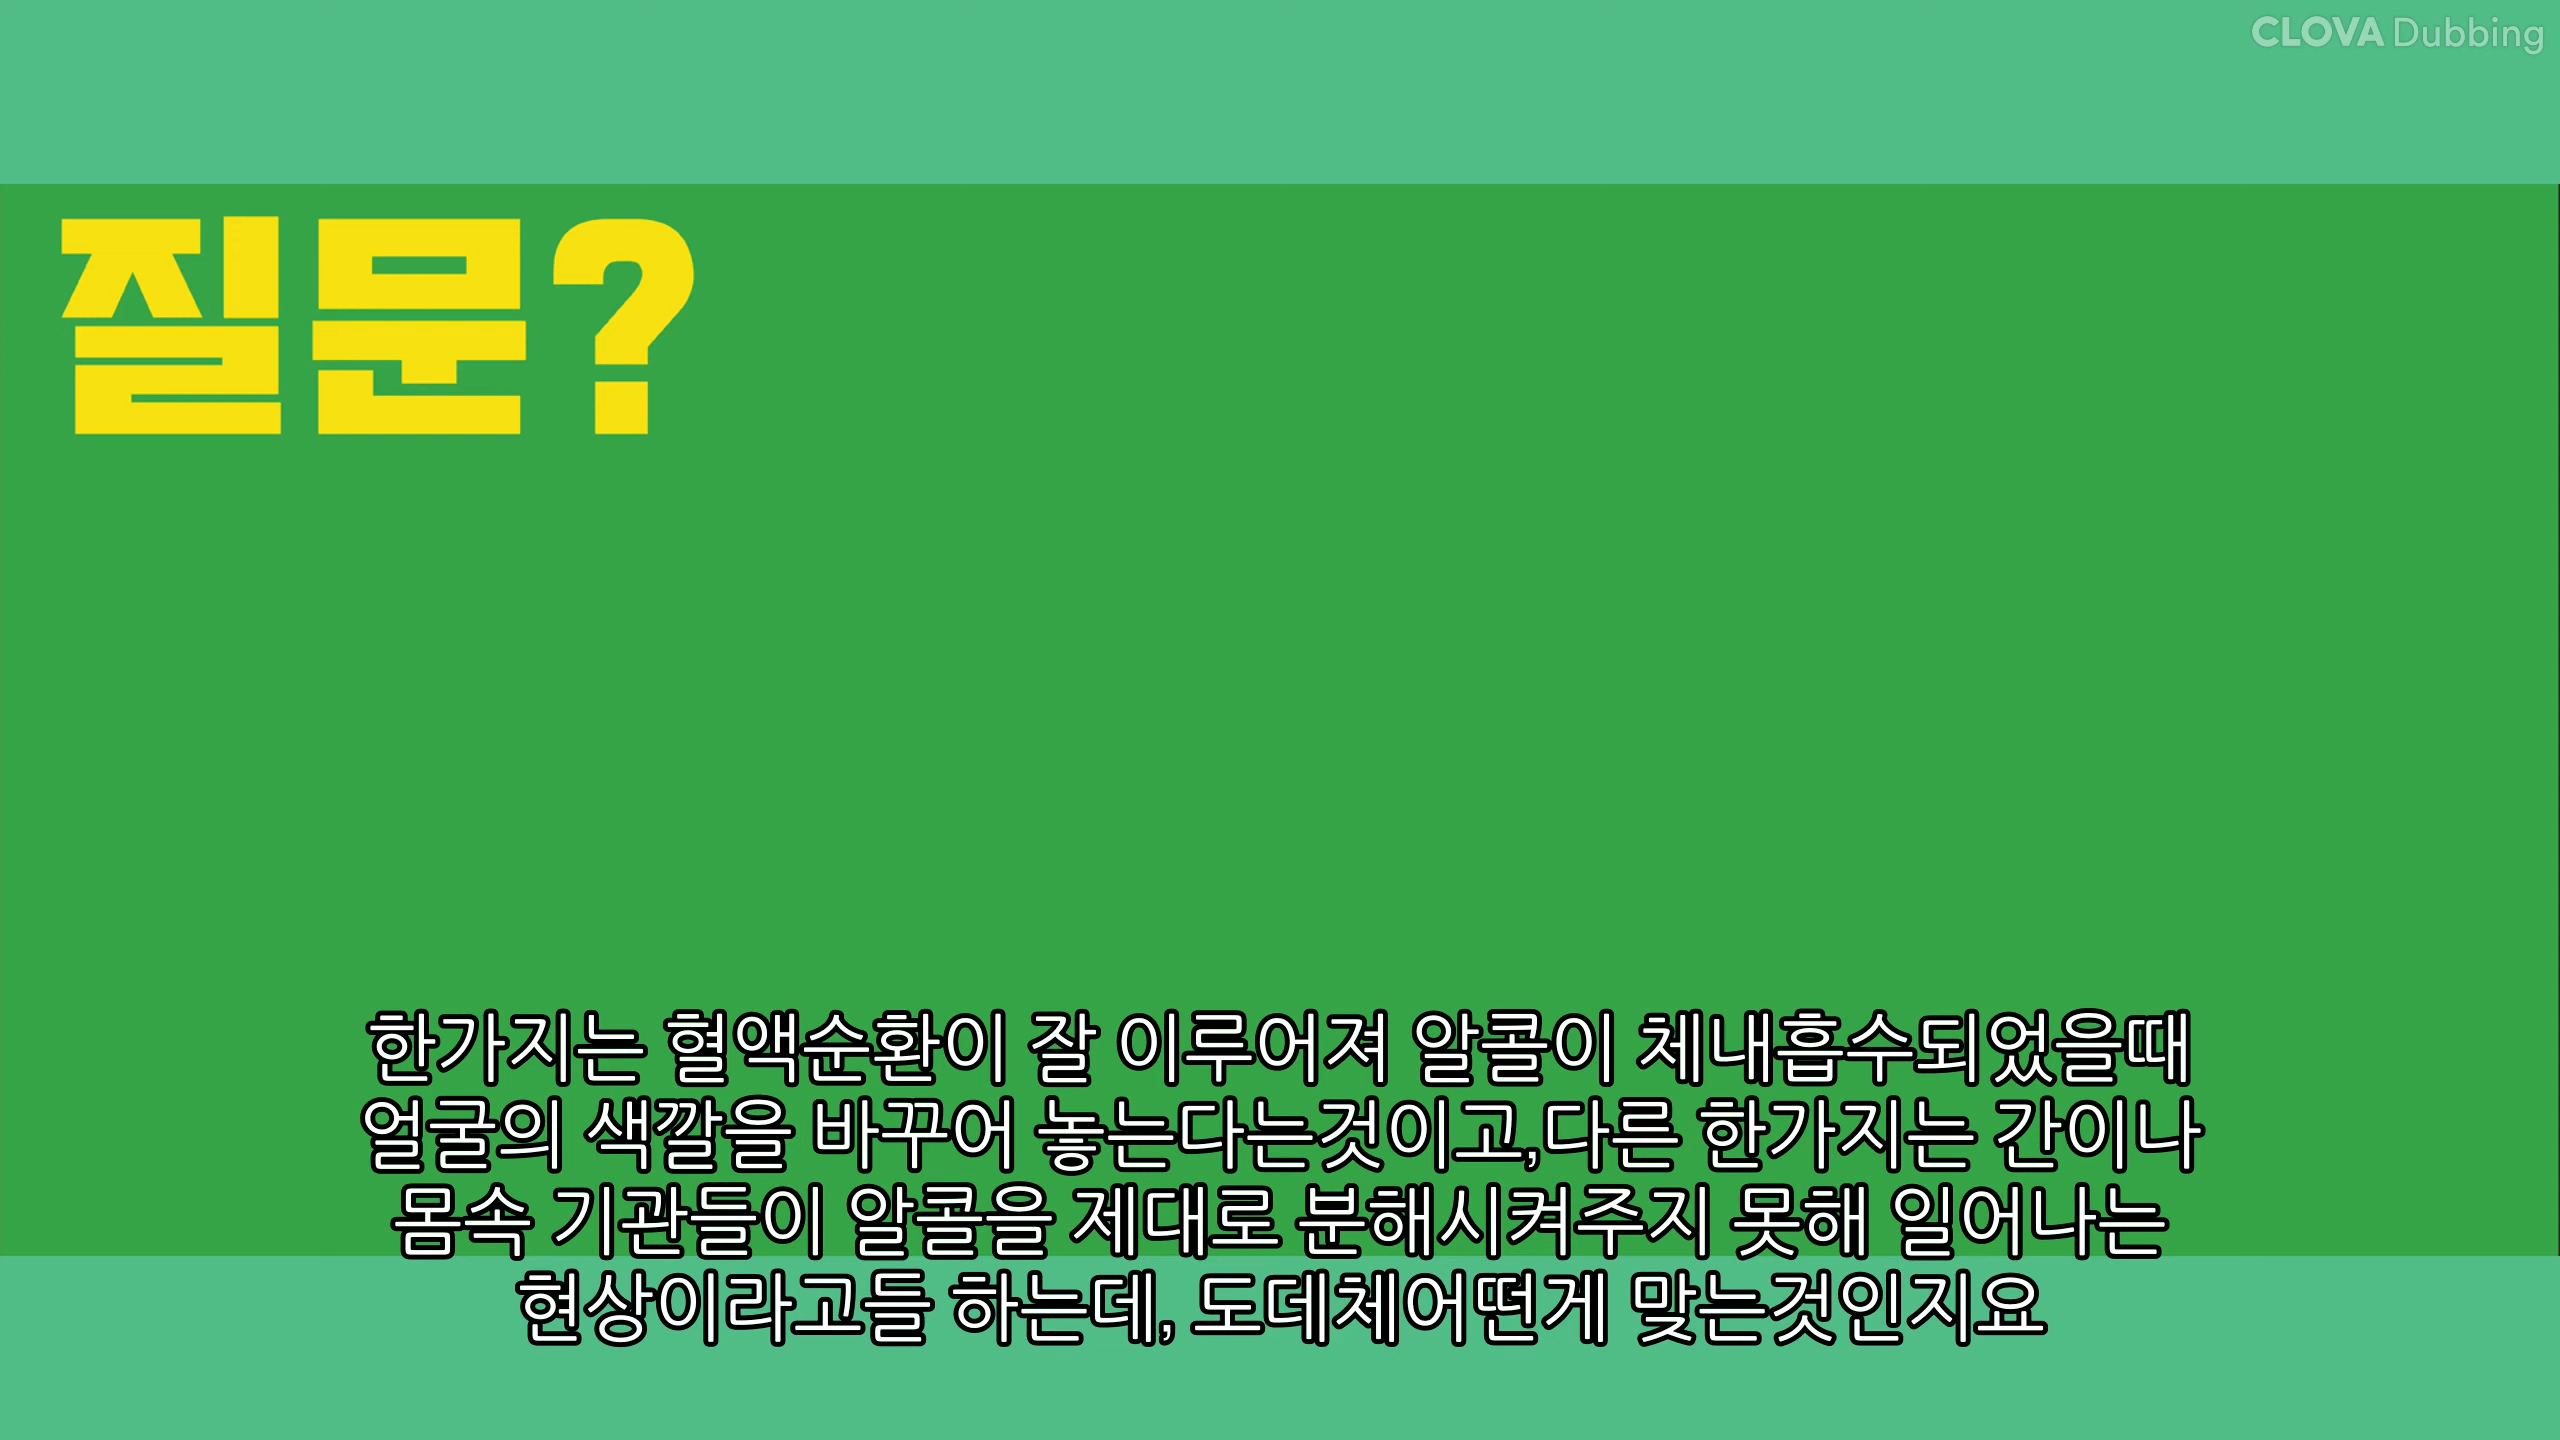 CLOVA Dubbing
질문?
한가지는 혈액순환이 잘 이루어져 알콜이 체내흡수되었을때
얼굴의 색깔을 바꾸어 놓는다는것이고,다른 한가지는 간이나
몸속 기관들이 알콜을 제대로 분해시켜주지 못해 일어나는
현상이라고들 하는데, 도데체어떤게 맞는것인지요